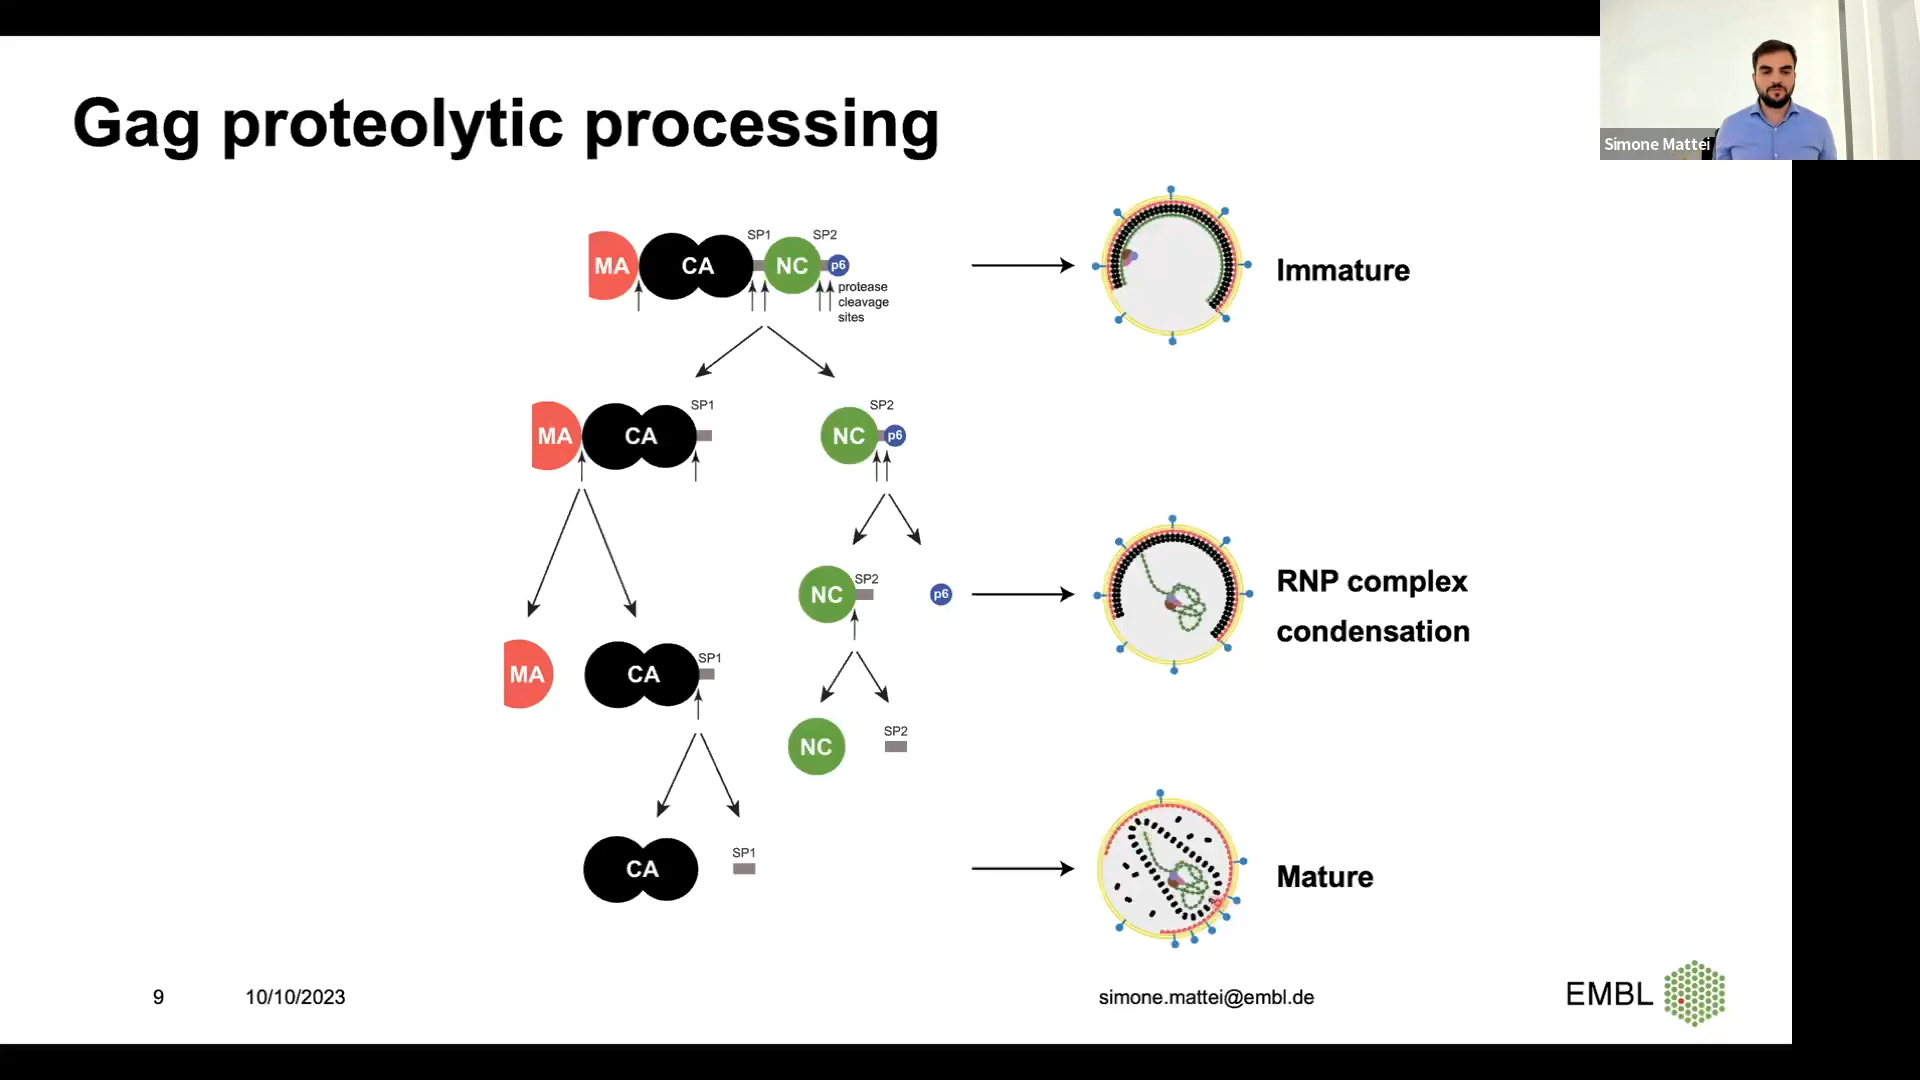 Simone Mattei
Gag proteolytic processing
SP1 SP2
MA CA NC p6
protease
cleavage
sites
Immature
SP1 SP2
MA CA NC p6
NC SP2 p6
RNP complex
condensation
MA CA SP1
NC SP2
CA SP1
Mature
9 10/10/2023 simone.mattei@embl.de EMBL